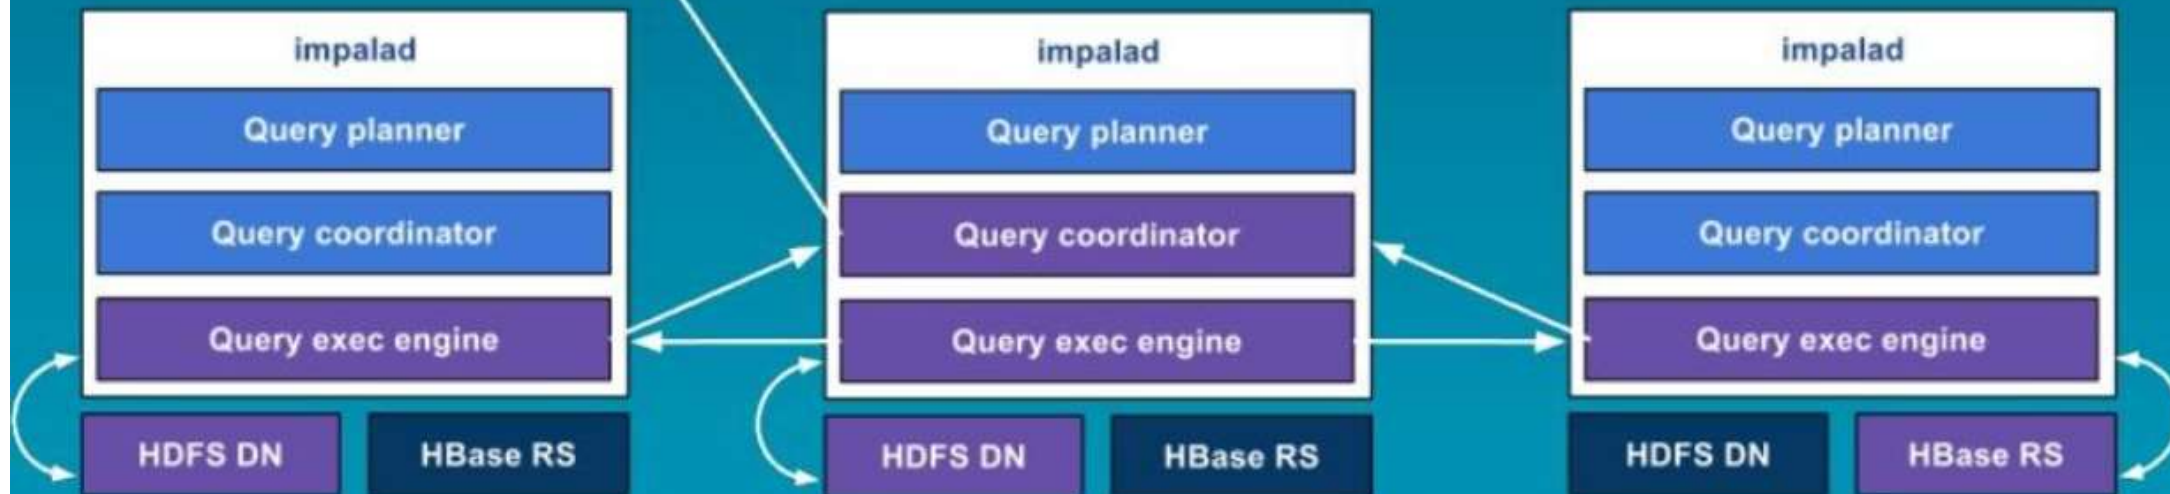 impalad
Query planner
Query coordinator
Query exec engine
HDFS DN
HBase RS
impalad
Query planner
Query coordinator
Query exec engine
HDFS DN
HBase RS
impalad
Query planner
Query coordinator
Query exec engine
HDFS DN
HBase RS